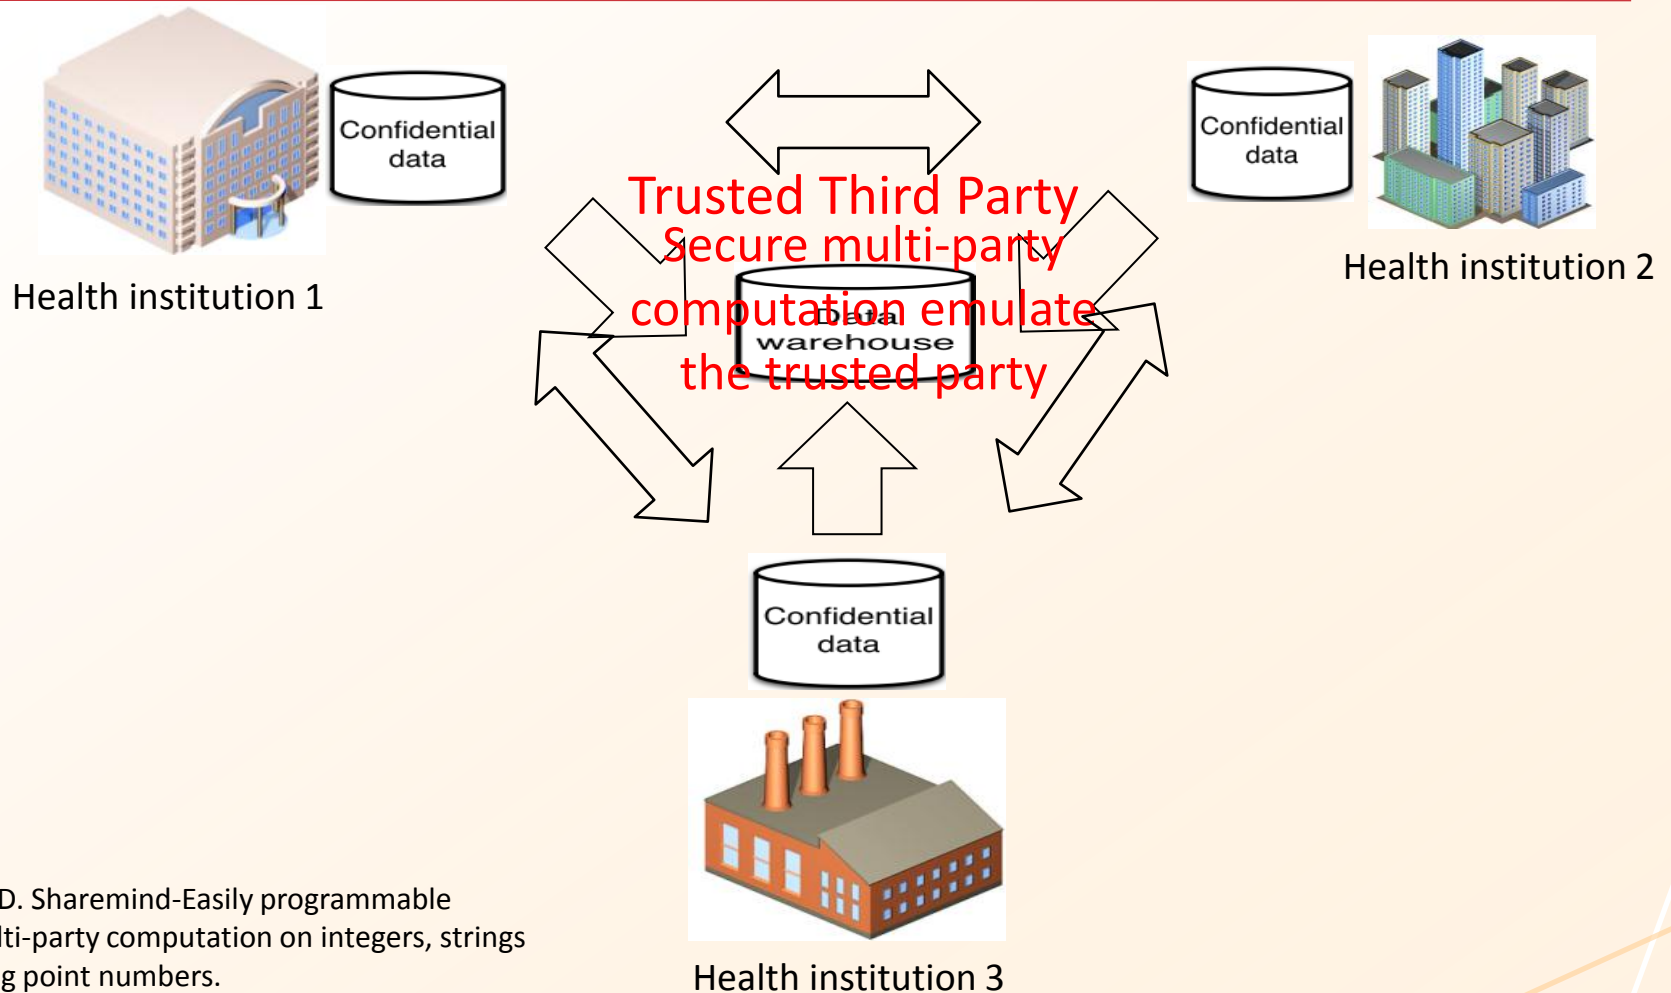 Confidential
data
Health institution 1
Confidential
data
Health institution 2
Trusted Third Party
Secure multi-party
computation emulate
the trusted party
Data
warehouse
Confidential
data
Health institution 3
D. Sharemind-Easily programmable
lti-party computation on integers, strings
g point numbers.